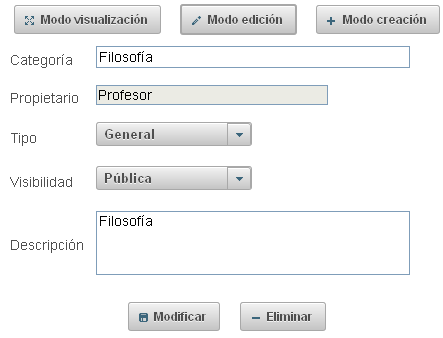 Modo visualización Modo edición Modo creación
Categoría Filosofía
Propietario Profesor
Tipo General
Visibilidad Pública
Descripción Filosofía
Modificar Eliminar